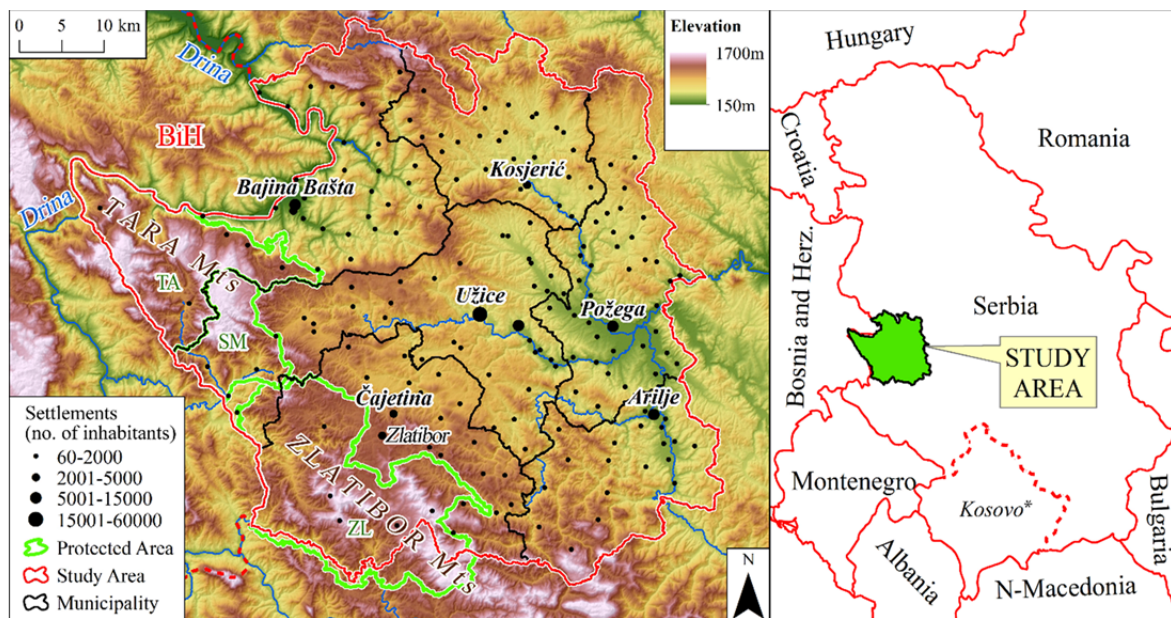 0 5 10 km
Drina
BiH
Drina
Bajina Bašta
Kosjerić
TARA Mts
TA
SM
Užice
Požega
Čajetina
Zlatibor
Arilje
ZLATIBOR Mts
ZL
Elevation
1700m
150m
Settlements
(no. of inhabitants)
60-2000
2001-5000
5001-15000
15001-60000
Protected Area
Study Area
Municipality
N
Hungary
Croatia
Romania
Bosnia and Herz.
Serbia
STUDY
AREA
Montenegro
Kosovo*
Bulgaria
Albania
N-Macedonia